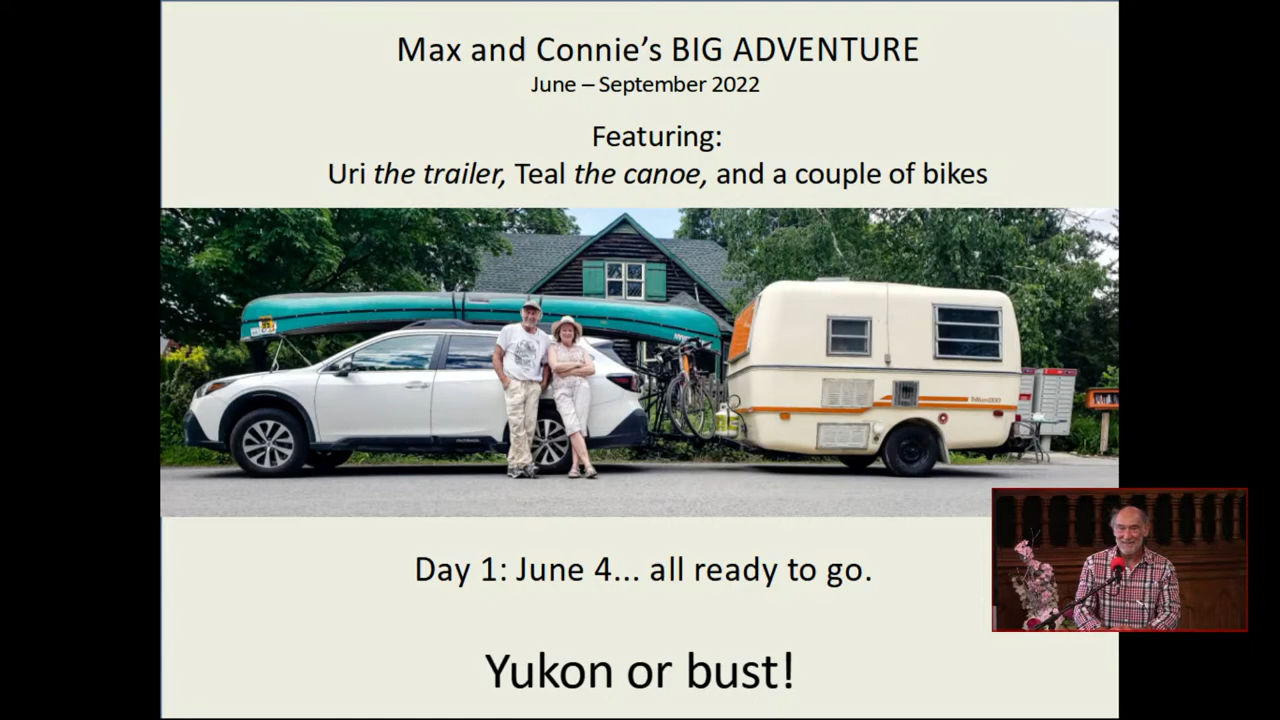 Max and Connie’s BIG ADVENTURE
June – September 2022
Featuring:
Uri the trailer, Teal the canoe, and a couple of bikes
Day 1: June 4... all ready to go.
Yukon or bust!